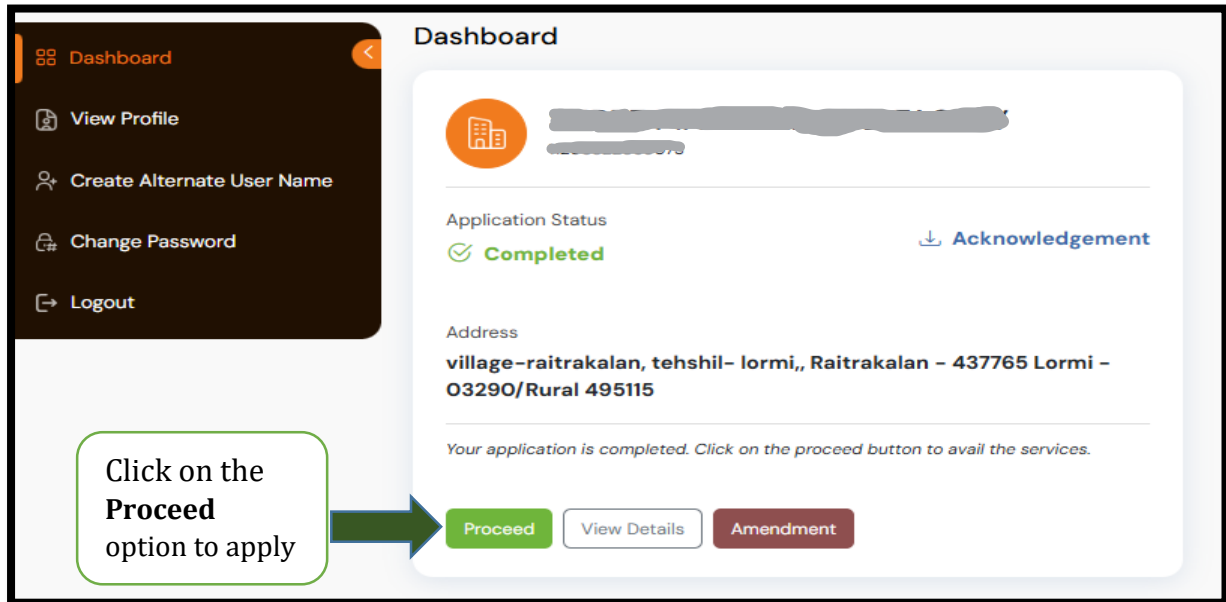 Dashboard
View Profile
Create Alternate User Name
Change Password
Logout
Dashboard
Application Status
Completed
Acknowledgement
Address
village-raitrakalan, tehshil- lormi,, Raitrakalan - 437765 Lormi -
03290/Rural 495115
Your application is completed. Click on the proceed button to avail the services.
Click on the
Proceed
option to apply
Proceed
View Details
Amendment